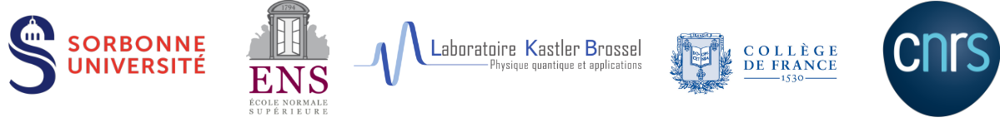 SORBONNE
UNIVERSITÉ
1794
ENS
ÉCOLE NORMALE
SUPÉRIEURE
Laboratoire Kastler Brossel
Physique quantique et applications
COLLÈGE
DE FRANCE
1530
cnrs